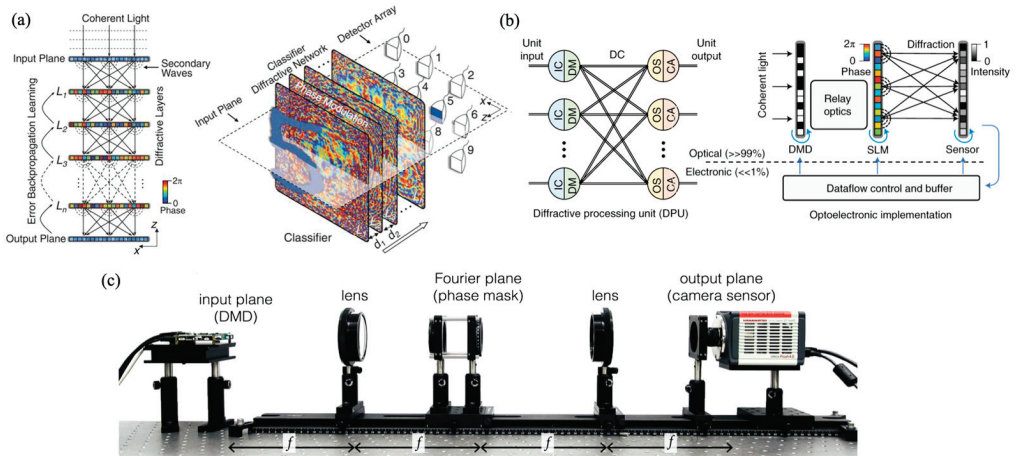 (a)
Coherent Light
Input Plane
Secondary
Waves
L₁
L₂
L₃
Lₙ
Error Backpropagation Learning
Diffractive Layers
2π
0
Phase
Output Plane
x
z
Detector Array
Classifier
Diffractive Network
Phase Modulation
Input Plane
0
1
2
3
4
5
6
8
9
x
z
Classifier
d₁
d₂
(b)
Unit
input
DC
Unit
output
IC
DM
OS
CA
IC
DM
OS
CA
IC
DM
OS
CA
Diffractive processing unit (DPU)
Coherent light
DMD
Relay
optics
2π
0
Phase
SLM
Diffraction
1
0
Intensity
Sensor
Optical (>>99%)
Electronic (<<1%)
Dataflow control and buffer
Optoelectronic implementation
(c)
input plane
(DMD)
lens
Fourier plane
(phase mask)
lens
output plane
(camera sensor)
f
f
f
f